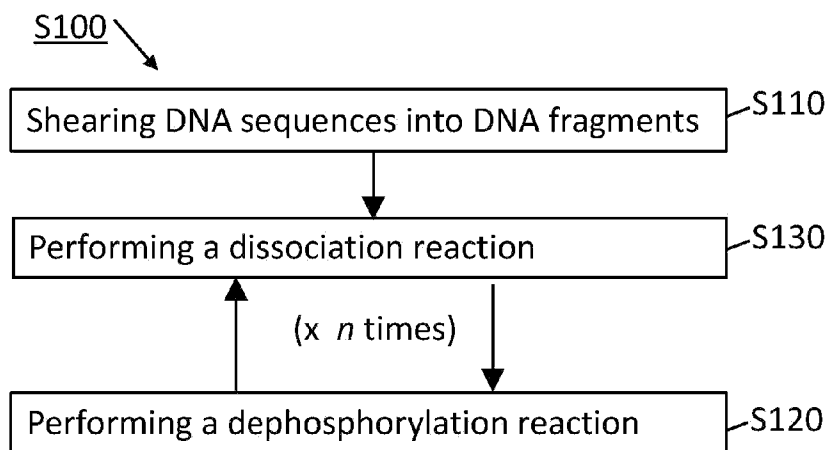 S100
Shearing DNA sequences into DNA fragments
S110
Performing a dissociation reaction
S130
(x n times)
Performing a dephosphorylation reaction
S120